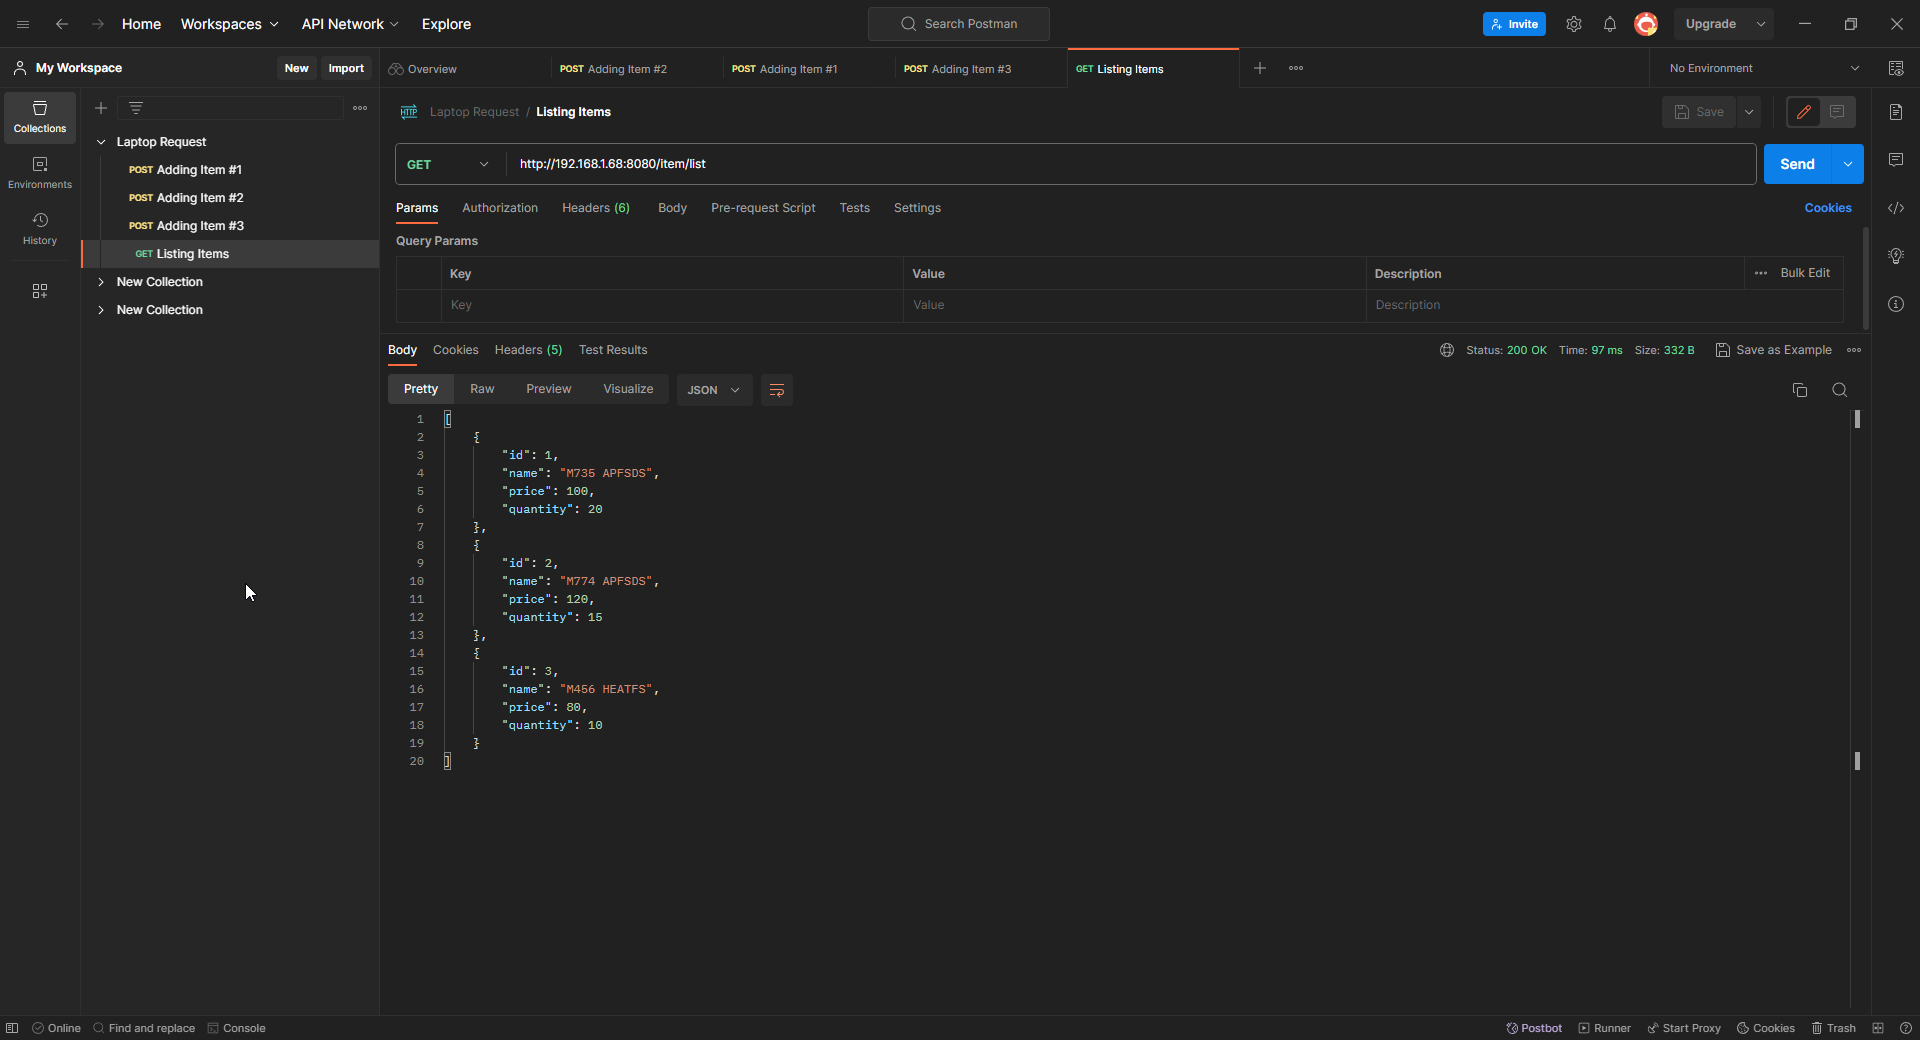 Home Workspaces API Network Explore Search Postman Invite Upgrade
My Workspace New Import Overview POST Adding Item #2 POST Adding Item #1 POST Adding Item #3 GET Listing Items No Environment
Collections
Environments
History
Laptop Request
POST Adding Item #1
POST Adding Item #2
POST Adding Item #3
GET Listing Items
New Collection
New Collection
HTTP Laptop Request / Listing Items Save
GET http://192.168.1.68:8080/item/list Send
Params Authorization Headers (6) Body Pre-request Script Tests Settings Cookies
Query Params
Key Value Description Bulk Edit
Key Value Description
Body Cookies Headers (5) Test Results Status: 200 OK Time: 97 ms Size: 332 B Save as Example
Pretty Raw Preview Visualize JSON
1 [
2 {
3 "id": 1,
4 "name": "M735 APFSDS",
5 "price": 100,
6 "quantity": 20
7 },
8 {
9 "id": 2,
10 "name": "M774 APFSDS",
11 "price": 120,
12 "quantity": 15
13 },
14 {
15 "id": 3,
16 "name": "M456 HEATFS",
17 "price": 80,
18 "quantity": 10
19 }
20 ]
Online Find and replace Console Postbot Runner Start Proxy Cookies Trash